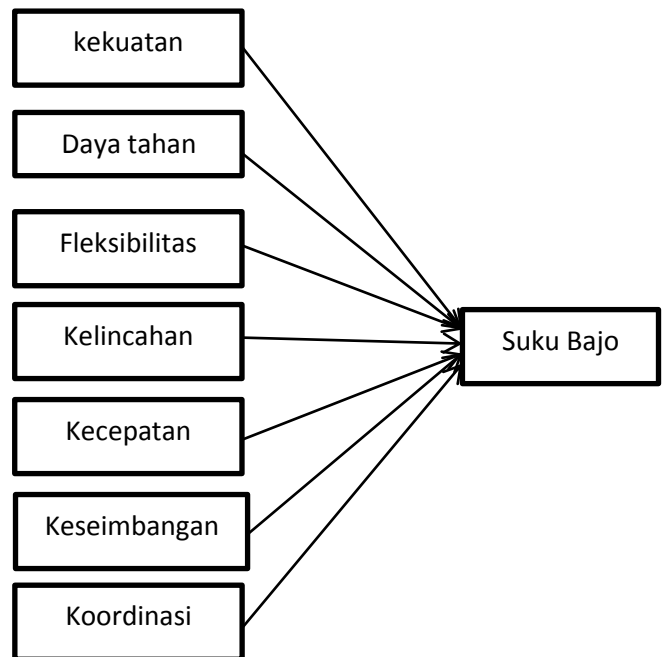 kekuatan
Daya tahan
Fleksibilitas
Kelincahan
Suku Bajo
Kecepatan
Keseimbangan
Koordinasi